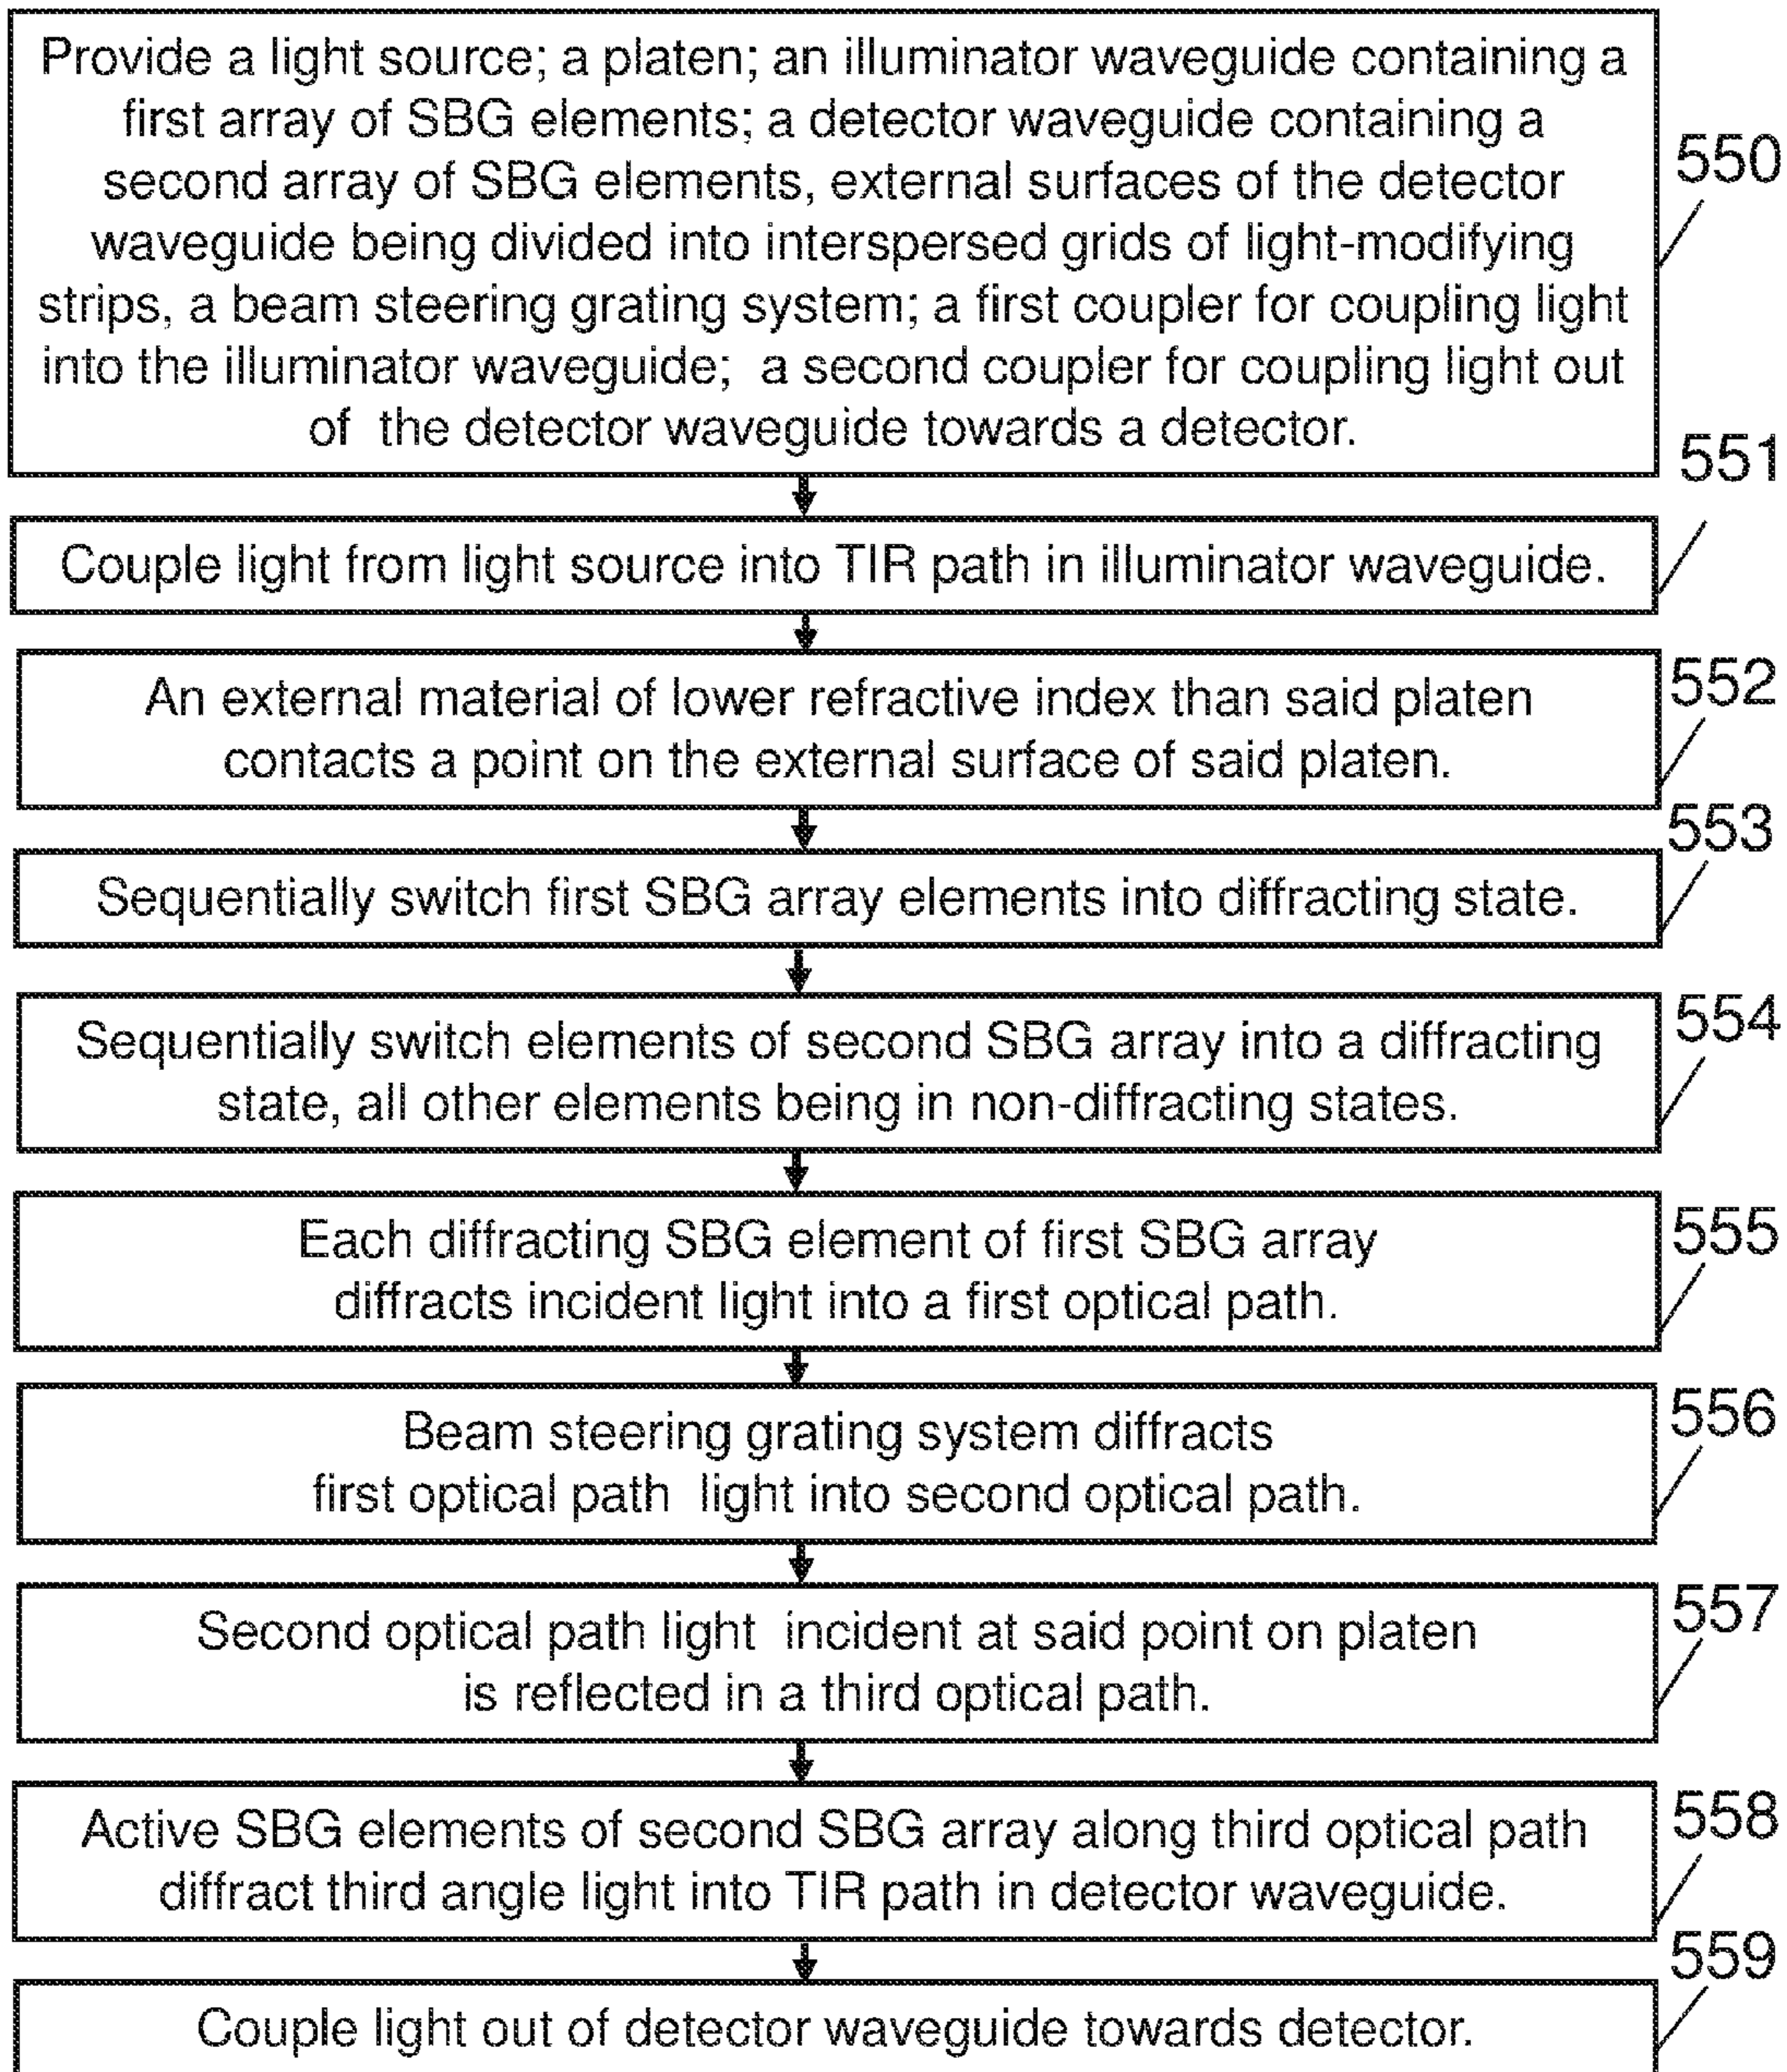 Provide a light source; a platen; an illuminator waveguide containing a
first array of SBG elements; a detector waveguide containing a
second array of SBG elements, external surfaces of the detector
waveguide being divided into interspersed grids of light-modifying
strips, a beam steering grating system; a first coupler for coupling light
into the illuminator waveguide; a second coupler for coupling light out
of the detector waveguide towards a detector.
550
551
Couple light from light source into TIR path in illuminator waveguide.
An external material of lower refractive index than said platen
contacts a point on the external surface of said platen.
552
553
Sequentially switch first SBG array elements into diffracting state.
Sequentially switch elements of second SBG array into a diffracting
state, all other elements being in non-diffracting states.
554
Each diffracting SBG element of first SBG array
diffracts incident light into a first optical path.
555
Beam steering grating system diffracts
first optical path light into second optical path.
556
Second optical path light incident at said point on platen
is reflected in a third optical path.
557
Active SBG elements of second SBG array along third optical path
diffract third angle light into TIR path in detector waveguide.
558
559
Couple light out of detector waveguide towards detector.